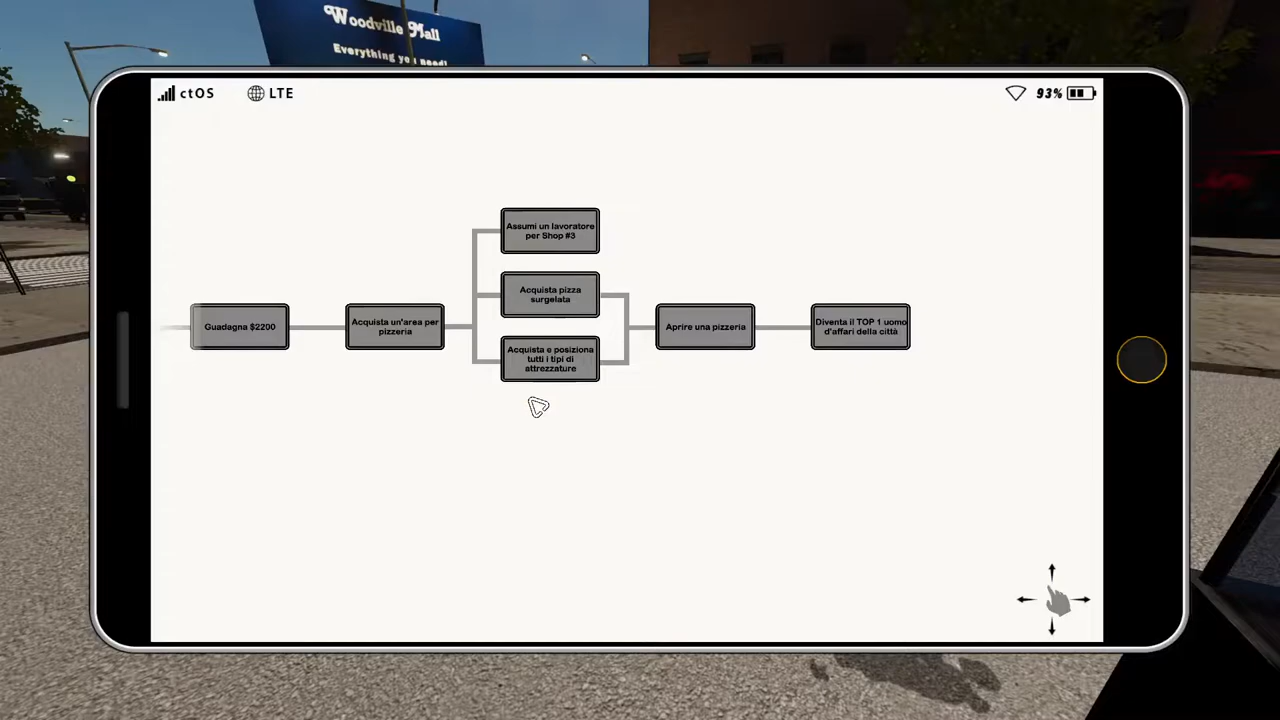 Woodville Mall
Everything you need!
ctOS
LTE
93%
Assumi un lavoratore
per Shop #3
Acquista pizza
surgelata
Guadagna $2200
Acquista un'area per
pizzeria
Acquista e posiziona
tutti i tipi di
attrezzature
Aprire una pizzeria
Diventa il TOP 1 uomo
d'affari della città